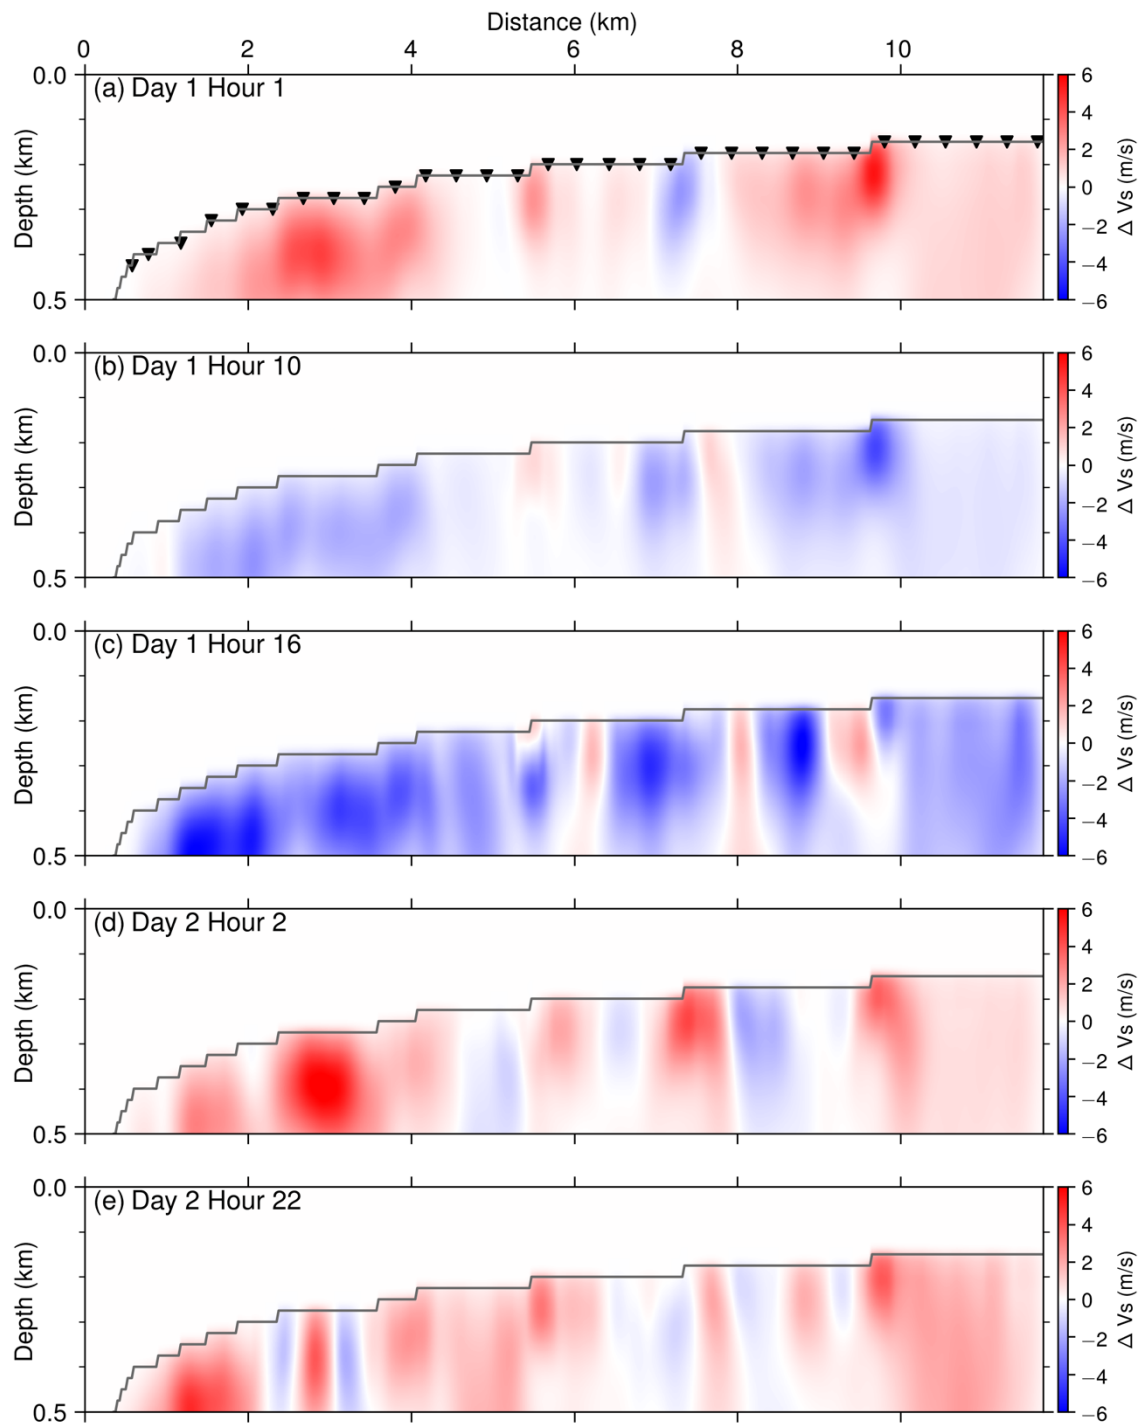 Distance (km)
0 2 4 6 8 10
(a) Day 1 Hour 1
0.0
0.5
Depth (km)
6
4
2
0
−2
−4
−6
Δ Vs (m/s)
(b) Day 1 Hour 10
0.0
0.5
Depth (km)
6
4
2
0
−2
−4
−6
Δ Vs (m/s)
(c) Day 1 Hour 16
0.0
0.5
Depth (km)
6
4
2
0
−2
−4
−6
Δ Vs (m/s)
(d) Day 2 Hour 2
0.0
0.5
Depth (km)
6
4
2
0
−2
−4
−6
Δ Vs (m/s)
(e) Day 2 Hour 22
0.0
0.5
Depth (km)
6
4
2
0
−2
−4
−6
Δ Vs (m/s)